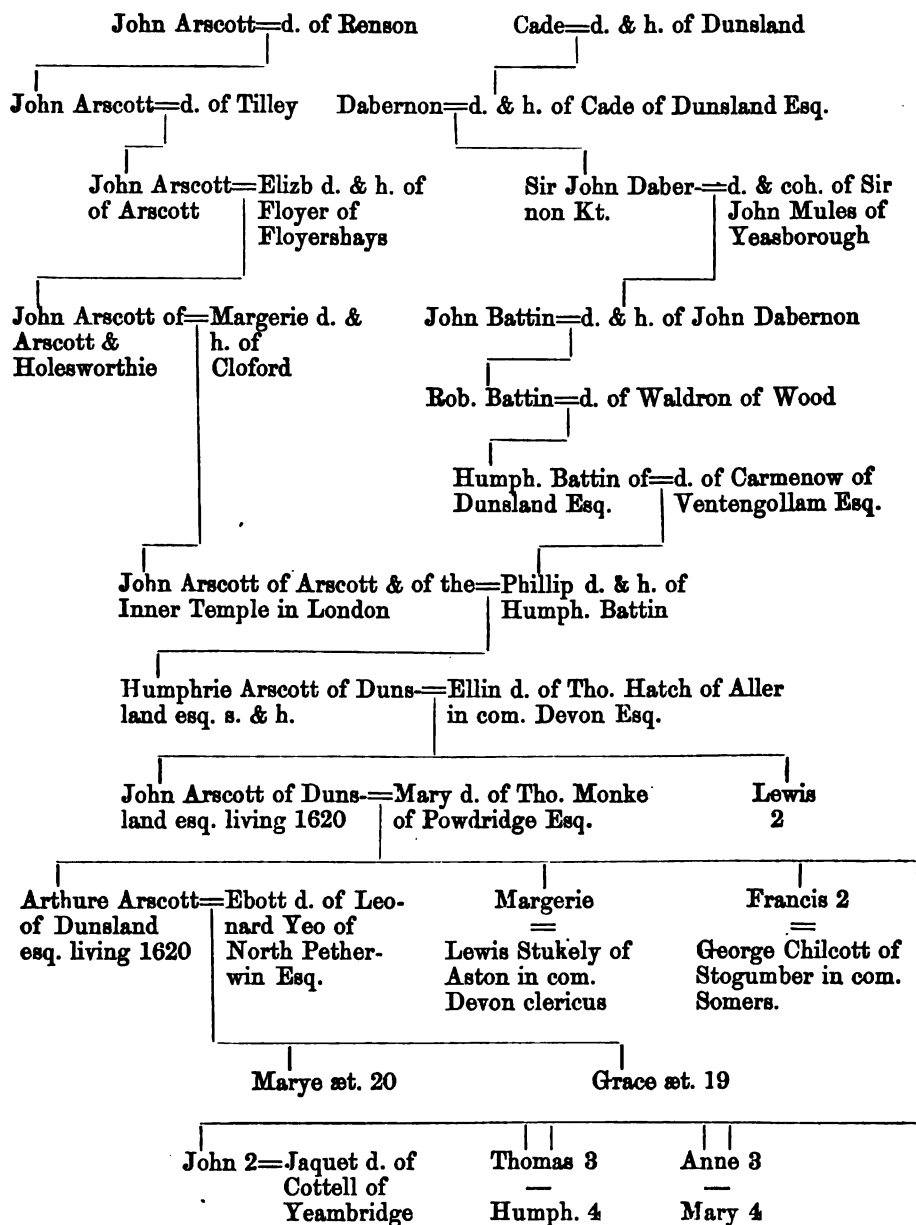 John Arscott=d. of Renson Cade=d. & h. of Dunsland
John Arscott=d. of Tilley Dabernon=d. & h. of Cade of Dunsland Esq.
John Arscott=Elizb d. & h. of Sir John Daber-=d. & coh. of Sir
of Arscott Floyer of non Kt. John Mules of
Floyershays Yeasborough
John Arscott of=Margerie d. & John Battin=d. & h. of John Dabernon
Arscott & h. of
Holesworthie Cloford
Rob. Battin=d. of Waldron of Wood
Humph. Battin of=d. of Carmenow of
Dunsland Esq. Ventengollam Esq.
John Arscott of Arscott & of the=Phillip d. & h. of
Inner Temple in London Humph. Battin
Humphrie Arscott of Duns-=Ellin d. of Tho. Hatch of Aller
land esq. s. & h. in com. Devon Esq.
John Arscott of Duns-=Mary d. of Tho. Monke Lewis
land esq. living 1620 of Powdridge Esq. 2
Arthure Arscott=Ebott d. of Leo- Margerie Francis 2
of Dunsland nard Yeo of = =
esq. living 1620 North Pether- Lewis Stukely of George Chilcott of
win Esq. Aston in com. Stogumber in com.
Devon clericus Somers.
Marye æt. 20 Grace æt. 19
John 2=Jaquet d. of Thomas 3 Anne 3
Cottell of — —
Yeambridge Humph. 4 Mary 4